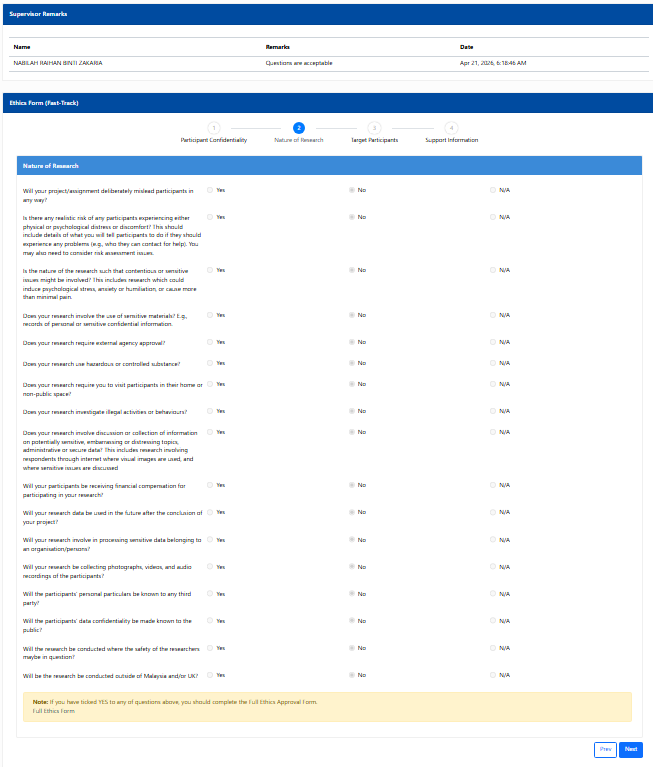 Supervisor Remarks
Name Remarks Date
NABILAH RAIHAN BINTI ZAKARIA Questions are acceptable Apr 21, 2026, 6:18:46 AM
Ethics Form (Fast-Track)
1 2 3 4
Participant Confidentiality Nature of Research Target Participants Support Information
Nature of Research
Will your project/assignment deliberately mislead participants in Yes No N/A
any way?
Is there any realistic risk of any participants experiencing either Yes No N/A
physical or psychological distress or discomfort? This should
include details of what you will tell participants to do if they should
experience any problems (e.g., who they can contact for help). You
may also need to consider risk assessment issues.
Is the nature of the research such that contentious or sensitive Yes No N/A
issues might be involved? This includes research which could
induce psychological stress, anxiety or humiliation, or cause more
than minimal pain.
Does your research involve the use of sensitive materials? E.g., Yes No N/A
records of personal or sensitive confidential information.
Does your research require external agency approval? Yes No N/A
Does your research use hazardous or controlled substance? Yes No N/A
Does your research require you to visit participants in their home or Yes No N/A
non-public space?
Does your research investigate illegal activities or behaviours? Yes No N/A
Does your research involve discussion or collection of information Yes No N/A
on potentially sensitive, embarrassing or distressing topics,
administrative or secure data? This includes research involving
respondents through internet where visual images are used, and
where sensitive issues are discussed
Will your participants be receiving financial compensation for Yes No N/A
participating in your research?
Will your research data be used in the future after the conclusion of Yes No N/A
your project?
Will your research involve in processing sensitive data belonging to Yes No N/A
an organisation/persons?
Will your research be collecting photographs, videos, and audio Yes No N/A
recordings of the participants?
Will the participants' personal particulars be known to any third Yes No N/A
party?
Will the participants' data confidentiality be made known to the Yes No N/A
public?
Will the research be conducted where the safety of the researchers Yes No N/A
maybe in question?
Will be the research be conducted outside of Malaysia and/or UK? Yes No N/A
Note: If you have ticked YES to any of questions above, you should complete the Full Ethics Approval Form.
Full Ethics Form
Prev Next